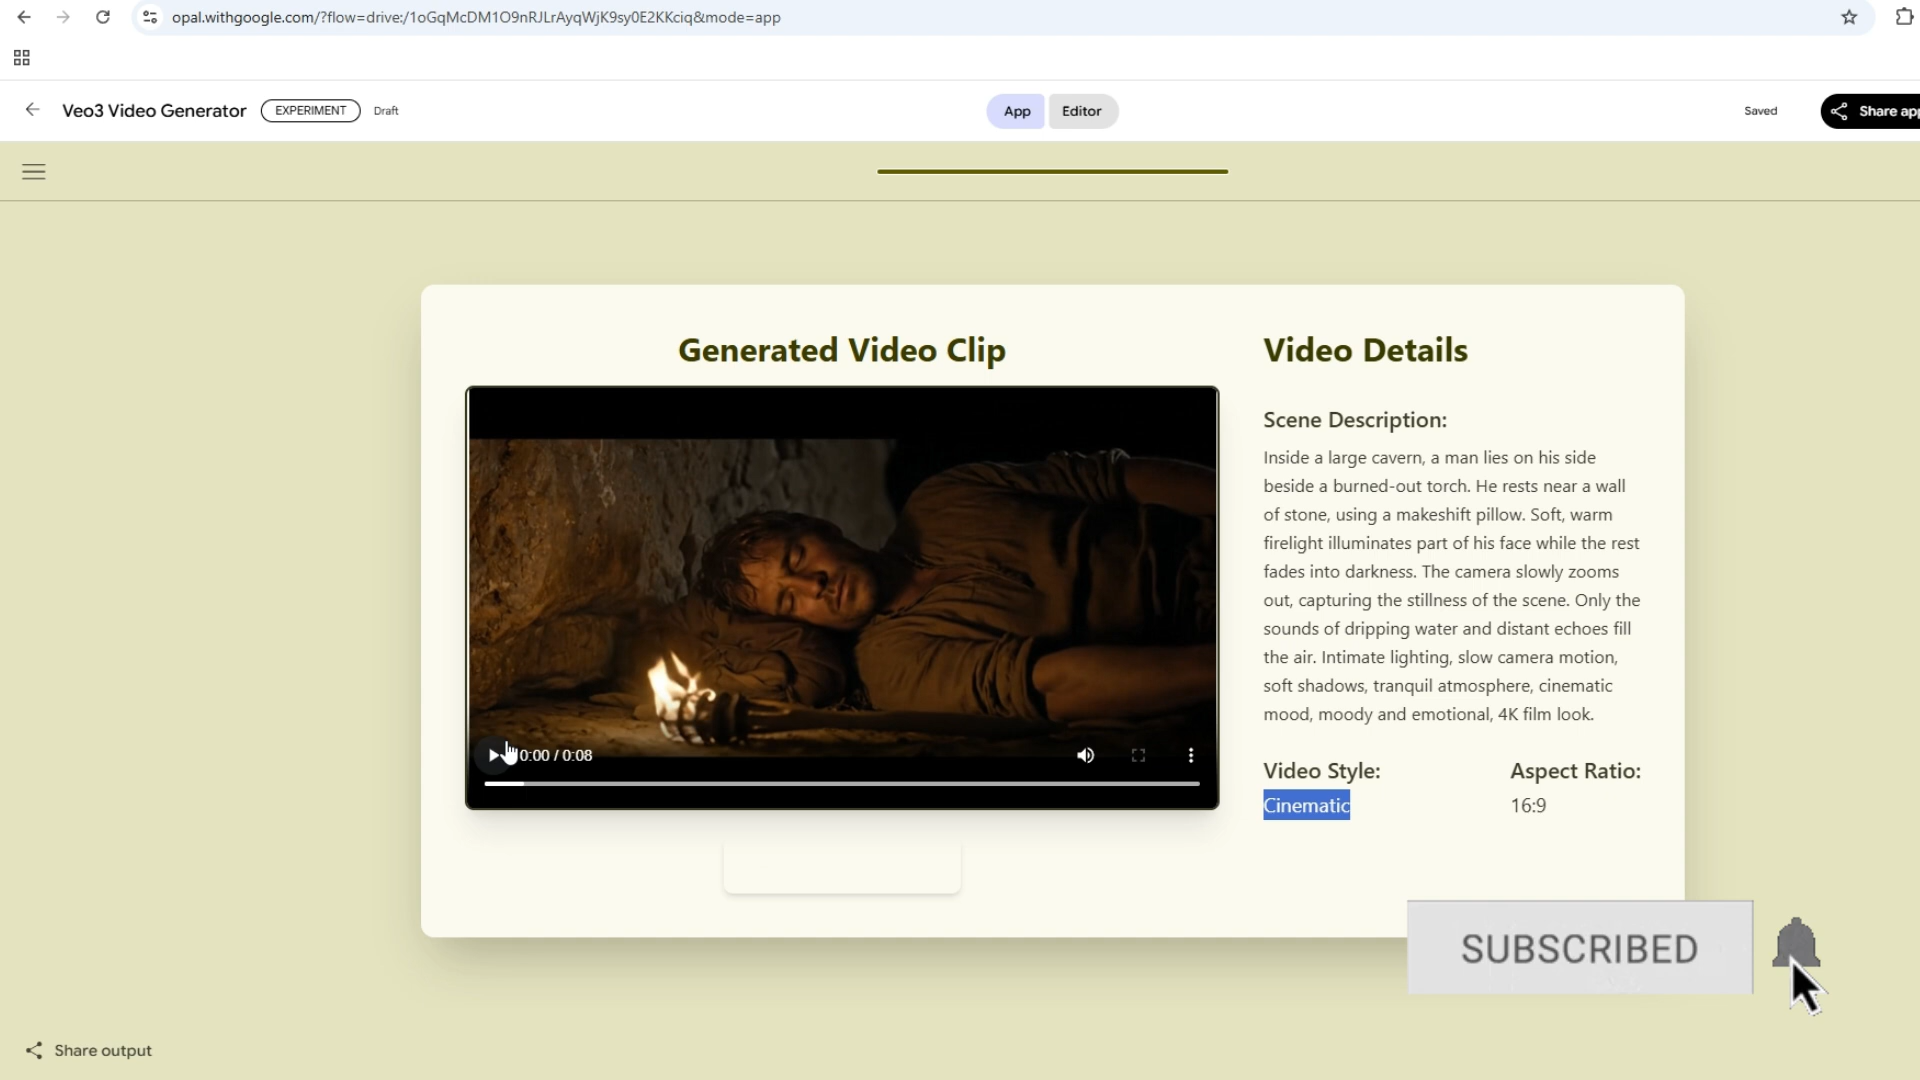 opal.withgoogle.com/?flow=drive:/1oGqMcDM1O9nRJLrAyqWjK9sy0E2KKciq&mode=app
Veo3 Video Generator
EXPERIMENT
Draft
App
Editor
Saved
Share app
Generated Video Clip
0:00 / 0:08
Video Details
Scene Description:
Inside a large cavern, a man lies on his side
beside a burned-out torch. He rests near a wall
of stone, using a makeshift pillow. Soft, warm
firelight illuminates part of his face while the rest
fades into darkness. The camera slowly zooms
out, capturing the stillness of the scene. Only the
sounds of dripping water and distant echoes fill
the air. Intimate lighting, slow camera motion,
soft shadows, tranquil atmosphere, cinematic
mood, moody and emotional, 4K film look.
Video Style:
Cinematic
Aspect Ratio:
16:9
SUBSCRIBED
Share output